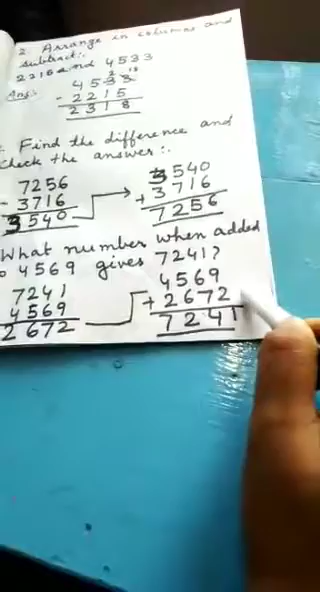 2. Arrange in columns and
subtract:.
2215 and 4533
Ans:.
2 13
4533
- 2215
2318
Find the difference and
check the answer:.
7256
- 3716
3540
3540
+ 3716
7256
What number when added
4569 gives 7241?
7241
4569
2672
4569
+ 2672
7241